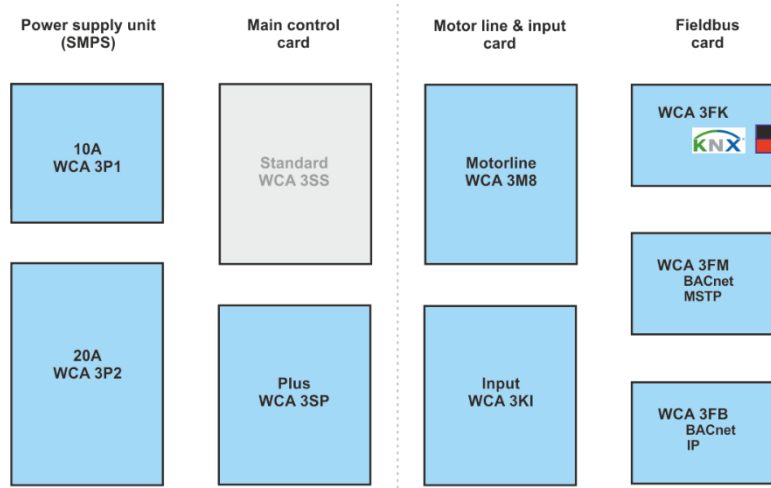 Power supply unit
(SMPS)
Main control
card
Motor line & input
card
Fieldbus
card
10A
WCA 3P1
20A
WCA 3P2
Standard
WCA 3SS
Plus
WCA 3SP
Motorline
WCA 3M8
Input
WCA 3KI
WCA 3FK
KNX
WCA 3FM
BACnet
MSTP
WCA 3FB
BACnet
IP